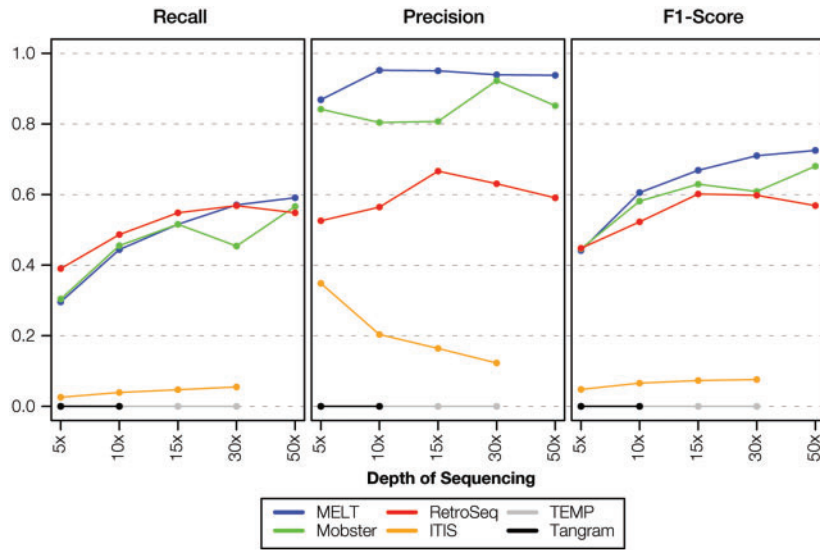 Recall Precision F1-Score
1.0
0.8
0.6
0.4
0.2
0.0
5x 10x 15x 30x 50x 5x 10x 15x 30x 50x 5x 10x 15x 30x 50x
Depth of Sequencing
MELT RetroSeq TEMP
Mobster ITIS Tangram